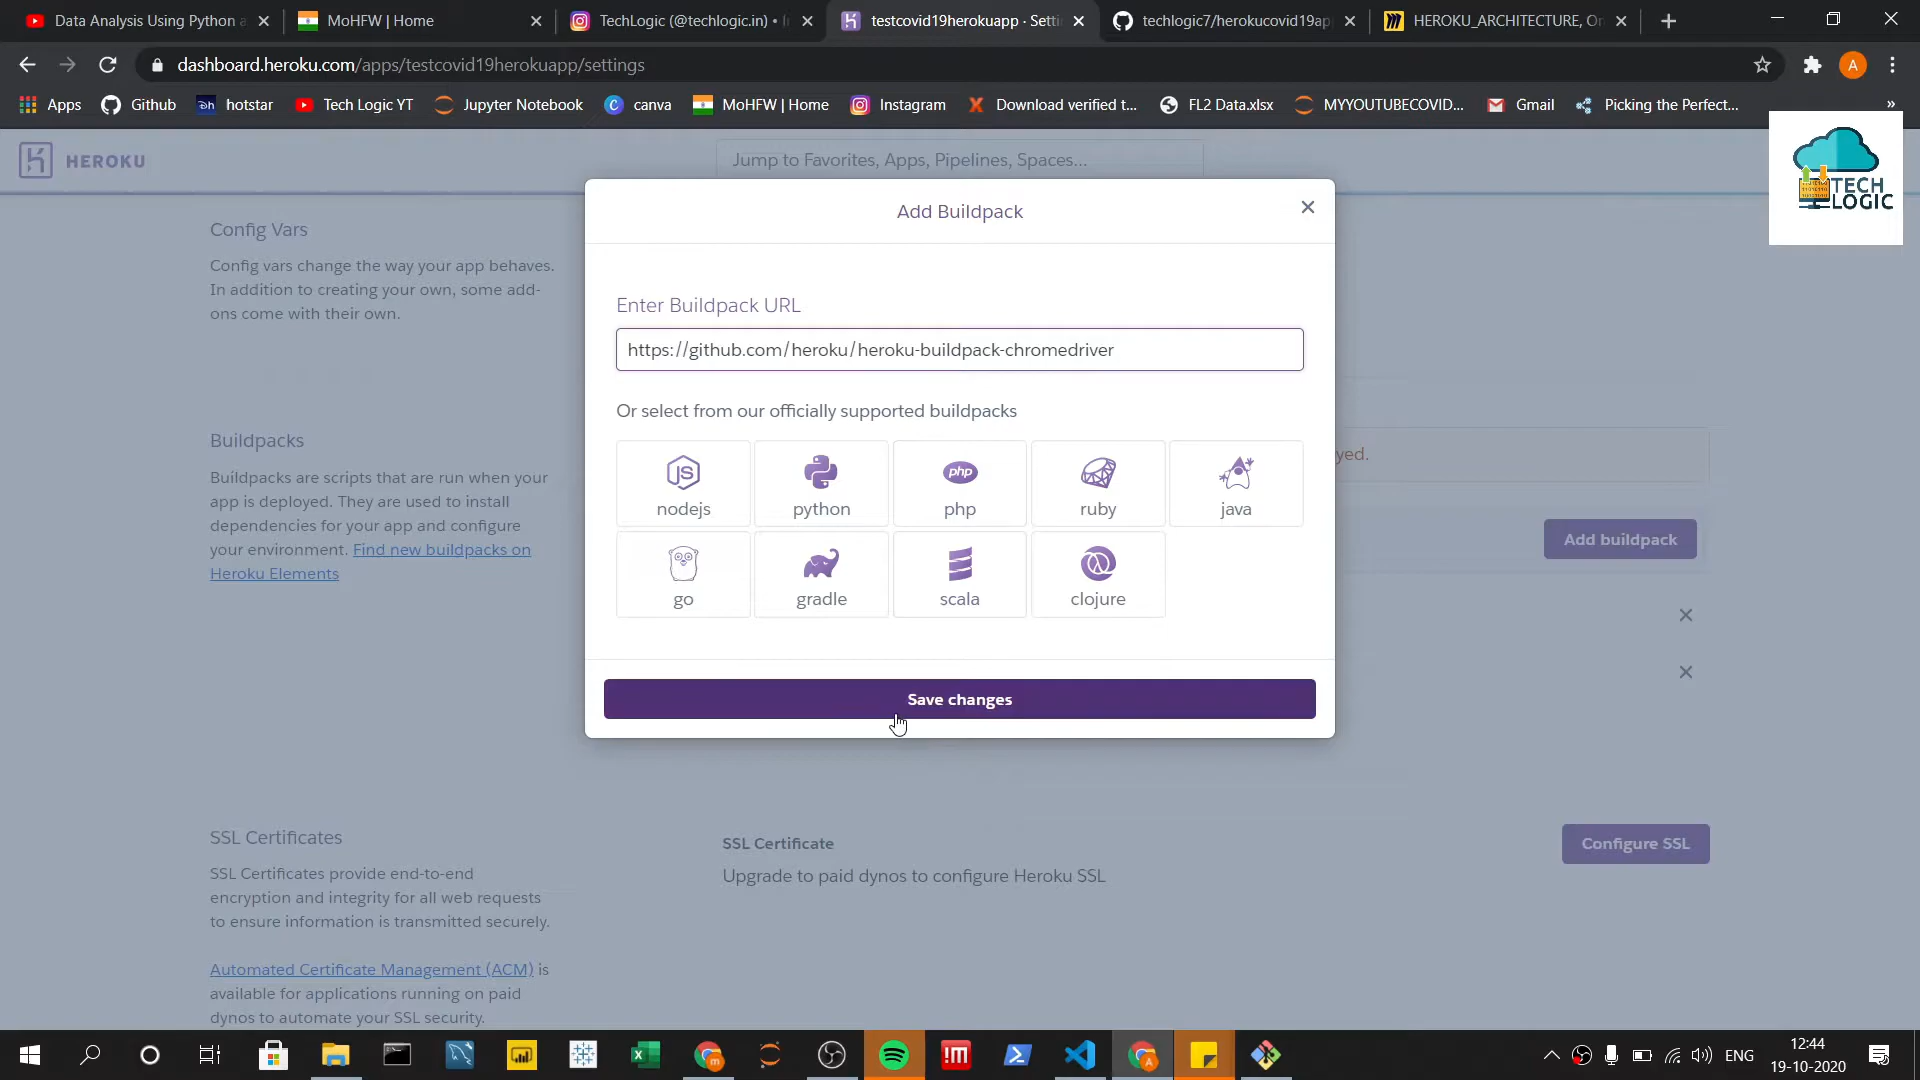 Data Analysis Using Python a
MoHFW | Home
TechLogic (@techlogic.in) • I
testcovid19herokuapp · Setti
techlogic7/herokucovid19ap
HEROKU_ARCHITECTURE, On
dashboard.heroku.com/apps/testcovid19herokuapp/settings
A
Apps
Github
hotstar
Tech Logic YT
Jupyter Notebook
canva
MoHFW | Home
Instagram
Download verified t...
FL2 Data.xlsx
MYYOUTUBECOVID...
Gmail
Picking the Perfect...
»
HEROKU
Jump to Favorites, Apps, Pipelines, Spaces...
TECH
LOGIC
Add Buildpack
Config Vars
Config vars change the way your app behaves.
In addition to creating your own, some add-
ons come with their own.
Enter Buildpack URL
https://github.com/heroku/heroku-buildpack-chromedriver
Or select from our officially supported buildpacks
nodejs
python
php
php
ruby
java
go
gradle
scala
clojure
Save changes
Buildpacks
Buildpacks are scripts that are run when your
app is deployed. They are used to install
dependencies for your app and configure
your environment. Find new buildpacks on
Heroku Elements
yed.
Add buildpack
SSL Certificates
SSL Certificates provide end-to-end
encryption and integrity for all web requests
to ensure information is transmitted securely.
Automated Certificate Management (ACM) is
available for applications running on paid
dynos to automate your SSL security.
SSL Certificate
Upgrade to paid dynos to configure Heroku SSL
Configure SSL
ENG
12:44
19-10-2020